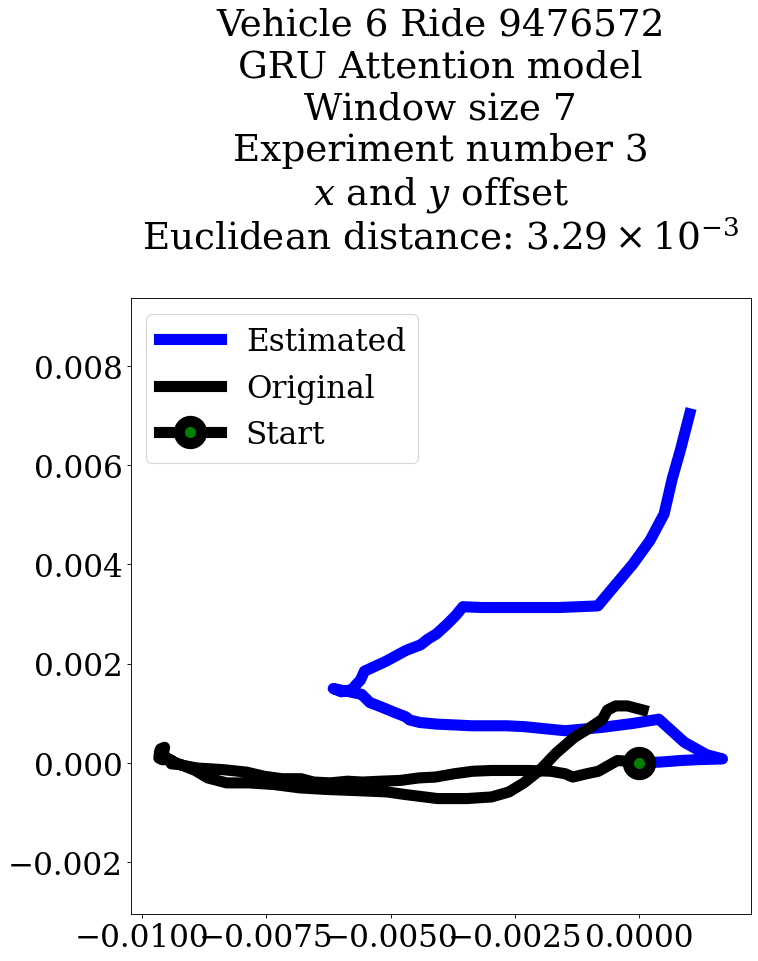 Vehicle 6 Ride 9476572
GRU Attention model
Window size 7
Experiment number 3
x and y offset
Euclidean distance: 3.29 × 10⁻³
Estimated
Original
Start
0.008
0.006
0.004
0.002
0.000
−0.002
−0.0100 −0.0075 −0.0050 −0.0025 0.0000